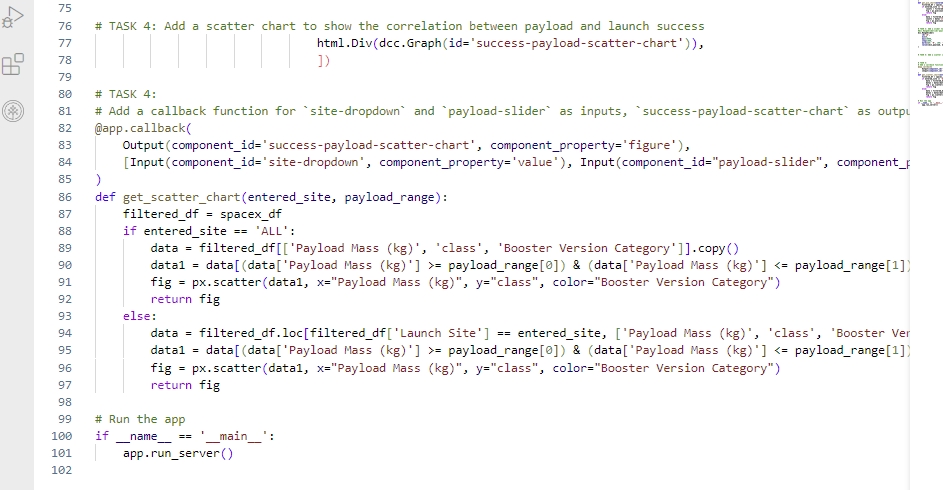 75
76 # TASK 4: Add a scatter chart to show the correlation between payload and launch success
77 html.Div(dcc.Graph(id='success-payload-scatter-chart')),
78 ])
79
80 # TASK 4:
81 # Add a callback function for `site-dropdown` and `payload-slider` as inputs, `success-payload-scatter-chart` as outpu
82 @app.callback(
83 Output(component_id='success-payload-scatter-chart', component_property='figure'),
84 [Input(component_id='site-dropdown', component_property='value'), Input(component_id="payload-slider", component_p
85 )
86 def get_scatter_chart(entered_site, payload_range):
87 filtered_df = spacex_df
88 if entered_site == 'ALL':
89 data = filtered_df[['Payload Mass (kg)', 'class', 'Booster Version Category']].copy()
90 data1 = data[(data['Payload Mass (kg)'] >= payload_range[0]) & (data['Payload Mass (kg)'] <= payload_range[1])
91 fig = px.scatter(data1, x="Payload Mass (kg)", y="class", color="Booster Version Category")
92 return fig
93 else:
94 data = filtered_df.loc[filtered_df['Launch Site'] == entered_site, ['Payload Mass (kg)', 'class', 'Booster Ver
95 data1 = data[(data['Payload Mass (kg)'] >= payload_range[0]) & (data['Payload Mass (kg)'] <= payload_range[1])
96 fig = px.scatter(data1, x="Payload Mass (kg)", y="class", color="Booster Version Category")
97 return fig
98
99 # Run the app
100 if __name__ == '__main__':
101 app.run_server()
102